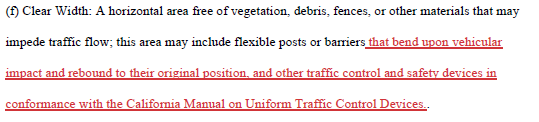 (f) Clear Width: A horizontal area free of vegetation, debris, fences, or other materials that may
impede traffic flow; this area may include flexible posts or barriers that bend upon vehicular
impact and rebound to their original position, and other traffic control and safety devices in
conformance with the California Manual on Uniform Traffic Control Devices..